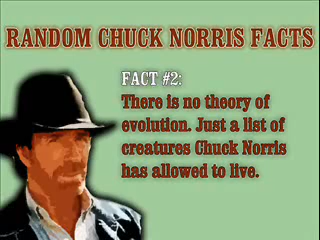 RANDOM CHUCK NORRIS FACTS
FACT #2:
There is no theory of
evolution. Just a list of
creatures Chuck Norris
has allowed to live.